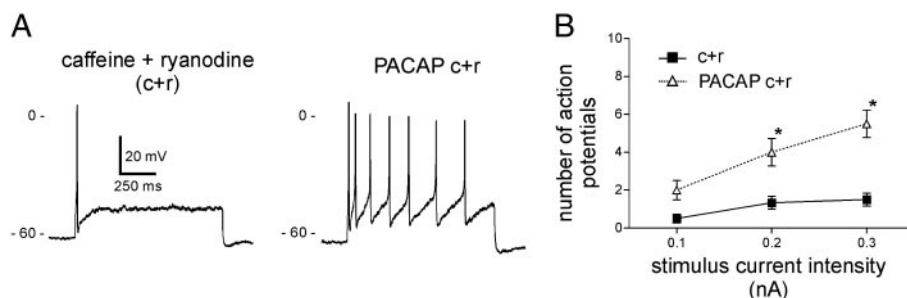 A
caffeine + ryanodine
(c+r)
PACAP c+r
0 -
20 mV
250 ms
- 60 -
0 -
- 60 -
B
number of action
potentials
10
8
6
4
2
0
c+r
PACAP c+r
*
*
0.1
0.2
0.3
stimulus current intensity
(nA)